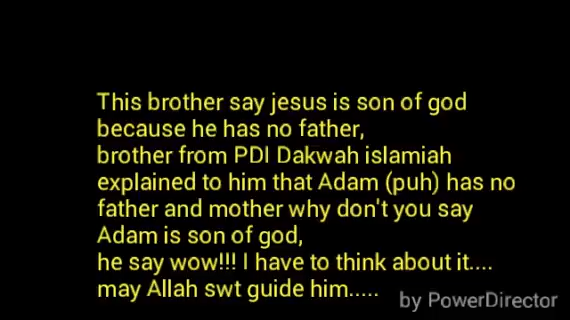 This brother say jesus is son of god
because he has no father,
brother from PDI Dakwah islamiah
explained to him that Adam (puh) has no
father and mother why don't you say
Adam is son of god,
he say wow!!! I have to think about it....
may Allah swt guide him.....
by PowerDirector